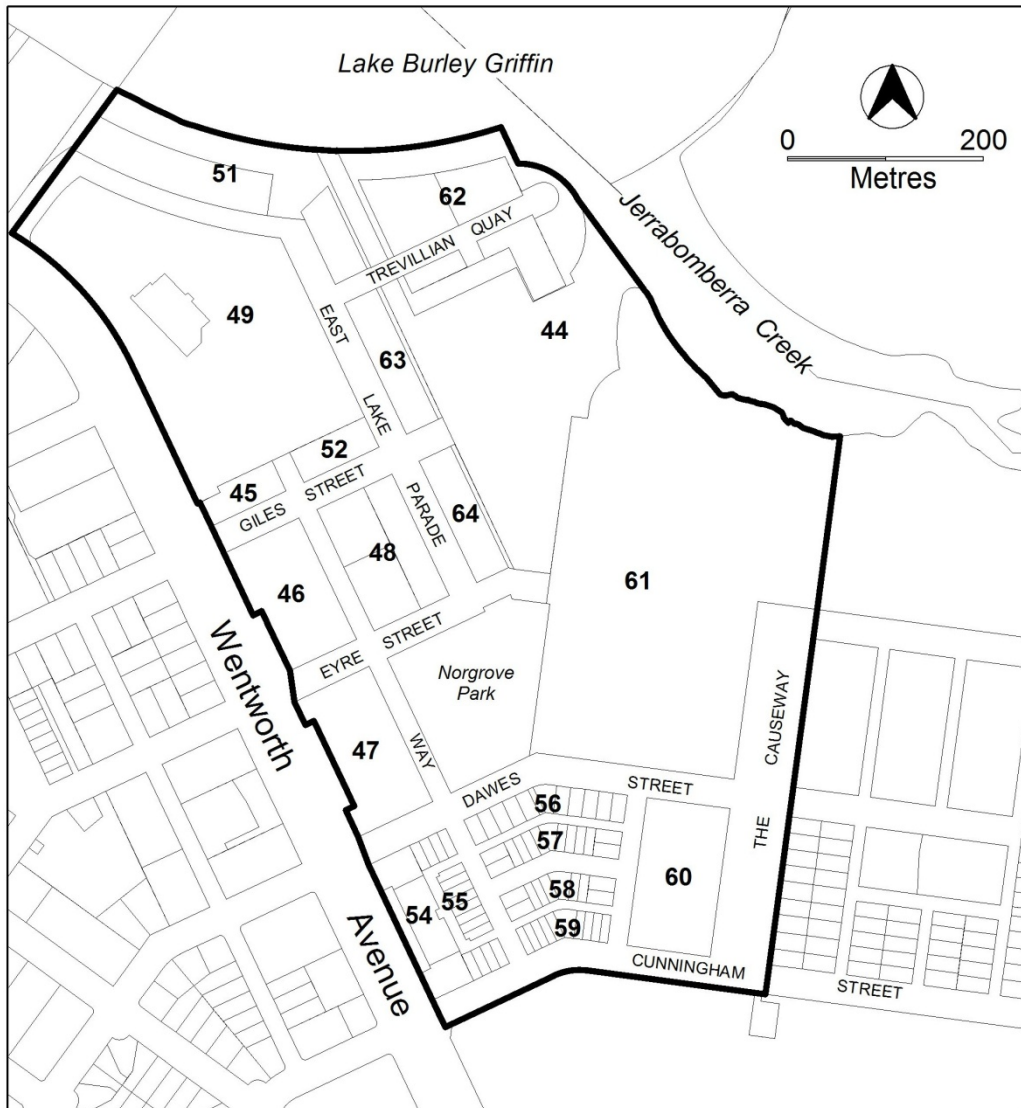 Lake Burley Griffin
0 200
Metres
51
62
TREVILLIAN QUAY
Jerrabomberra Creek
49
EAST
44
63
LAKE
52
45
GILES STREET
PARADE
64
48
46
61
EYRE STREET
Wentworth
Norgrove
Park
CAUSEWAY
47
WAY
DAWES
STREET
56
THE
57
60
58
55
54
59
Avenue
CUNNINGHAM
STREET